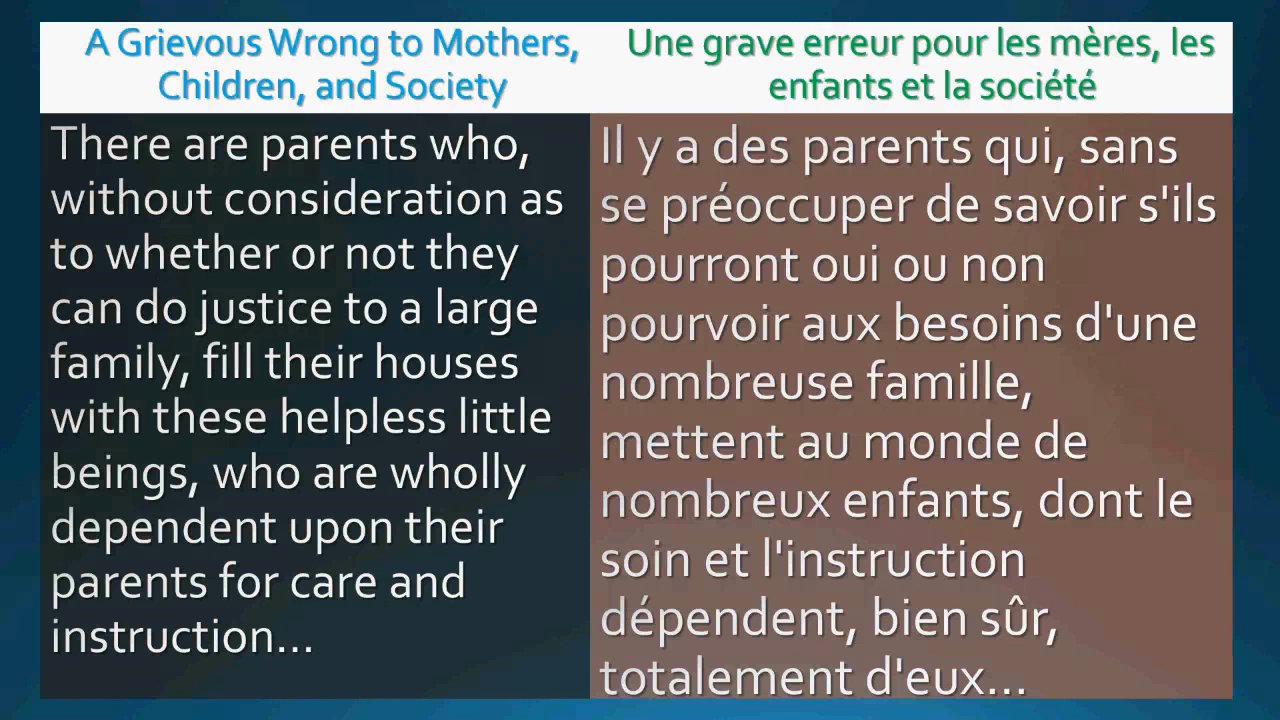 A Grievous Wrong to Mothers,
Children, and Society
There are parents who,
without consideration as
to whether or not they
can do justice to a large
family, fill their houses
with these helpless little
beings, who are wholly
dependent upon their
parents for care and
instruction...
Une grave erreur pour les mères, les
enfants et la société
Il y a des parents qui, sans
se préoccuper de savoir s'ils
pourront oui ou non
pourvoir aux besoins d'une
nombreuse famille,
mettent au monde de
nombreux enfants, dont le
soin et l'instruction
dépendent, bien sûr,
totalement d'eux...